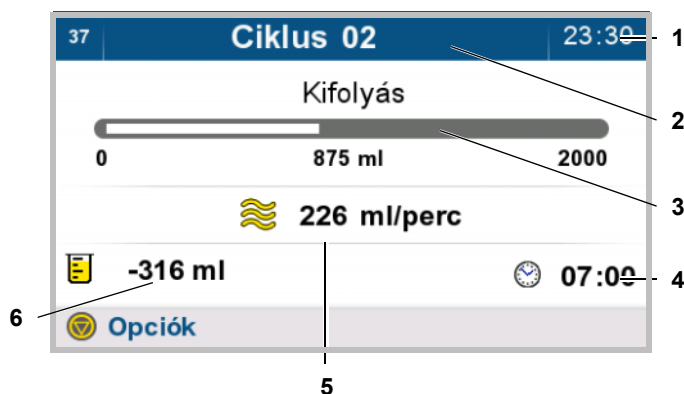 37 Ciklus 02 23:30 1
Kifolyás
2
0 875 ml 2000
3
226 ml/perc
-316 ml 07:00 4
6
Opciók
5